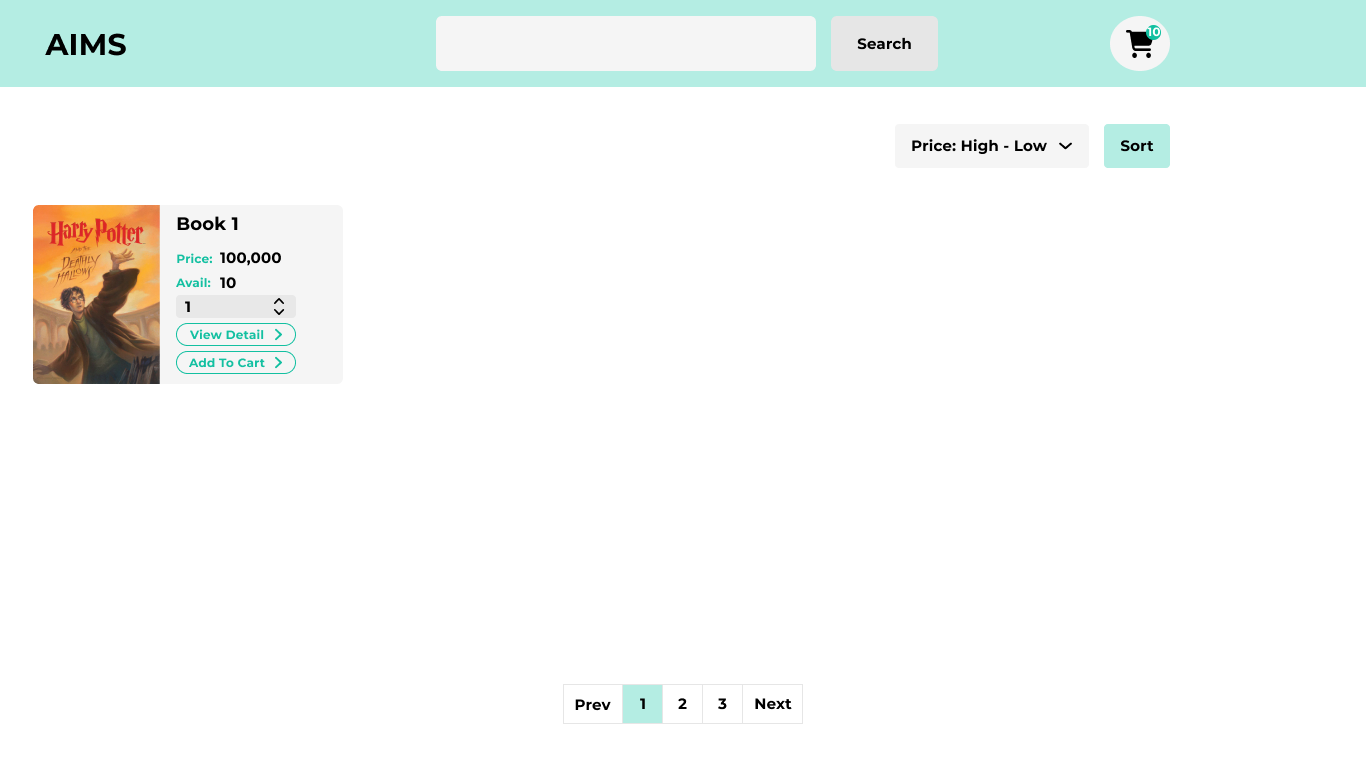 AIMS
Search
10
Price: High - Low
Sort
Harry Potter
AND THE
DEATHLY
HALLOWS
Book 1
Price: 100,000
Avail: 10
1
View Detail
Add To Cart
Prev 1 2 3 Next